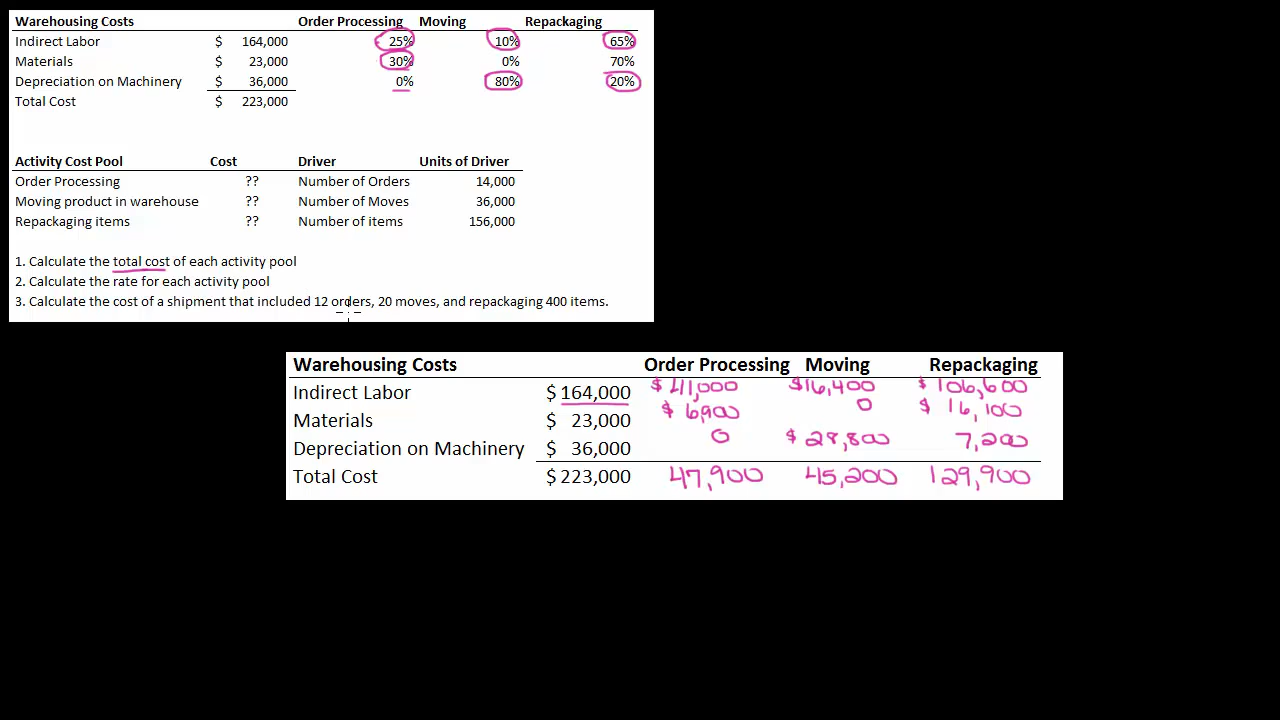 Warehousing Costs Order Processing Moving Repackaging
Indirect Labor $ 164,000 25% 10% 65%
Materials $ 23,000 30% 0% 70%
Depreciation on Machinery $ 36,000 0% 80% 20%
Total Cost $ 223,000
Activity Cost Pool Cost Driver Units of Driver
Order Processing ?? Number of Orders 14,000
Moving product in warehouse ?? Number of Moves 36,000
Repackaging items ?? Number of items 156,000
1. Calculate the total cost of each activity pool
2. Calculate the rate for each activity pool
3. Calculate the cost of a shipment that included 12 orders, 20 moves, and repackaging 400 items.
Warehousing Costs Order Processing Moving Repackaging
Indirect Labor $ 164,000 $ 41,000 $16,400 $ 106,600
Materials $ 23,000 $ 6,900 0 $ 16,100
Depreciation on Machinery $ 36,000 0 $ 28,800 7,200
Total Cost $ 223,000 47,900 45,200 129,900